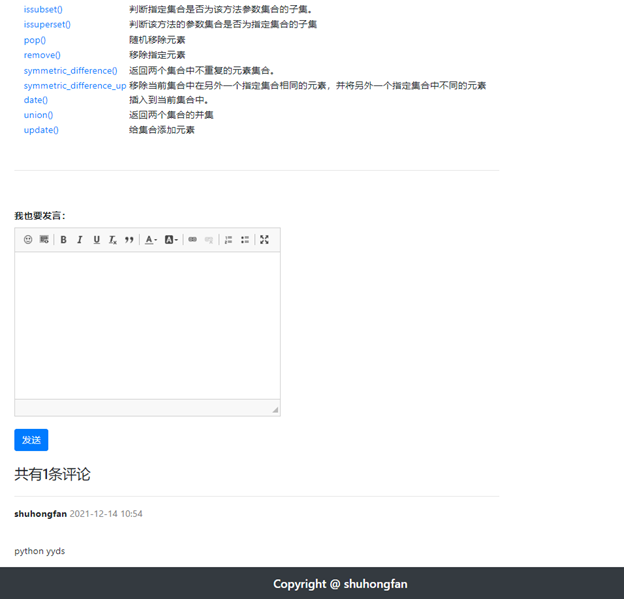 issubset() 判断指定集合是否为该方法参数集合的子集。
issuperset() 判断该方法的参数集合是否为指定集合的子集
pop() 随机移除元素
remove() 移除指定元素
symmetric_difference() 返回两个集合中不重复的元素集合。
symmetric_difference_up 移除当前集合中在另外一个指定集合相同的元素，并将另外一个指定集合中不同的元素
date() 插入到当前集合中。
union() 返回两个集合的并集
update() 给集合添加元素
我也要发言：
B I U Tx ” A A
发送
共有1条评论
shuhongfan 2021-12-14 10:54
python yyds
Copyright @ shuhongfan